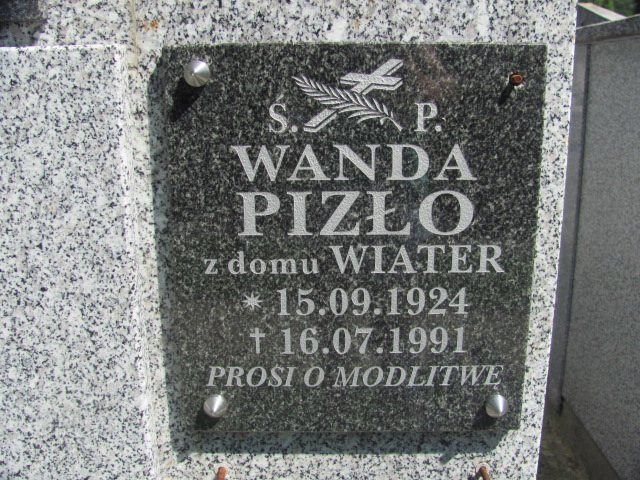 S. P.
WANDA
PIZŁO
z domu WIATER
✶ 15.09.1924
† 16.07.1991
PROSI O MODLITWE